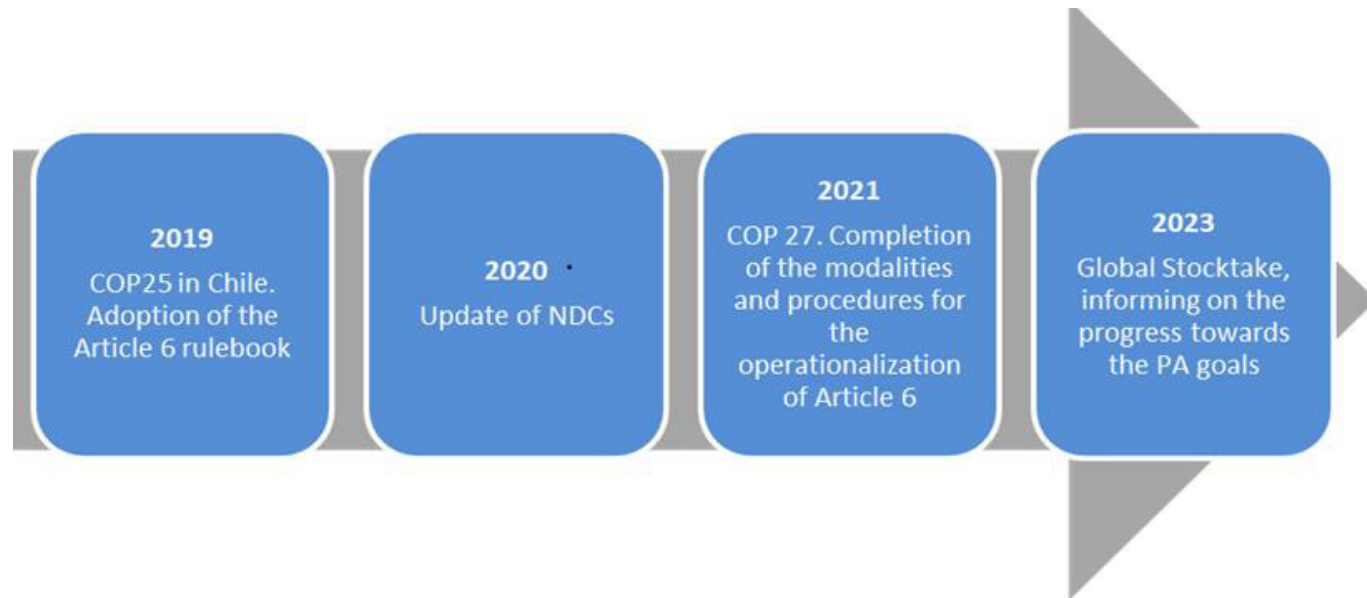 2019
COP25 in Chile.
Adoption of the
Article 6 rulebook
2020
Update of NDCs
2021
COP 27. Completion
of the modalities
and procedures for
the
operationalization
of Article 6
2023
Global Stocktake,
informing on the
progress towards
the PA goals